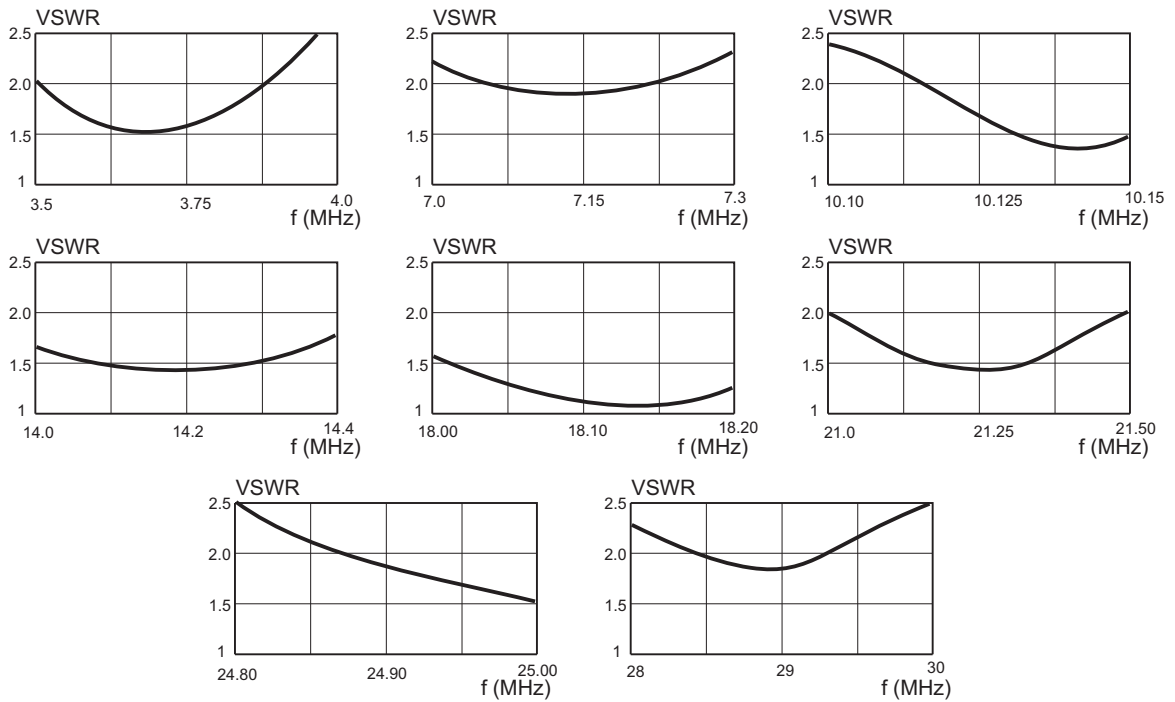 VSWR
2.5
2.0
1.5
1
3.5 3.75 4.0
f (MHz)
VSWR
2.5
2.0
1.5
1
7.0 7.15 7.3
f (MHz)
VSWR
2.5
2.0
1.5
1
10.10 10.125 10.15
f (MHz)
VSWR
2.5
2.0
1.5
1
14.0 14.2 14.4
f (MHz)
VSWR
2.5
2.0
1.5
1
18.00 18.10 18.20
f (MHz)
VSWR
2.5
2.0
1.5
1
21.0 21.25 21.50
f (MHz)
VSWR
2.5
2.0
1.5
1
24.80 24.90 25.00
f (MHz)
VSWR
2.5
2.0
1.5
1
28 29 30
f (MHz)